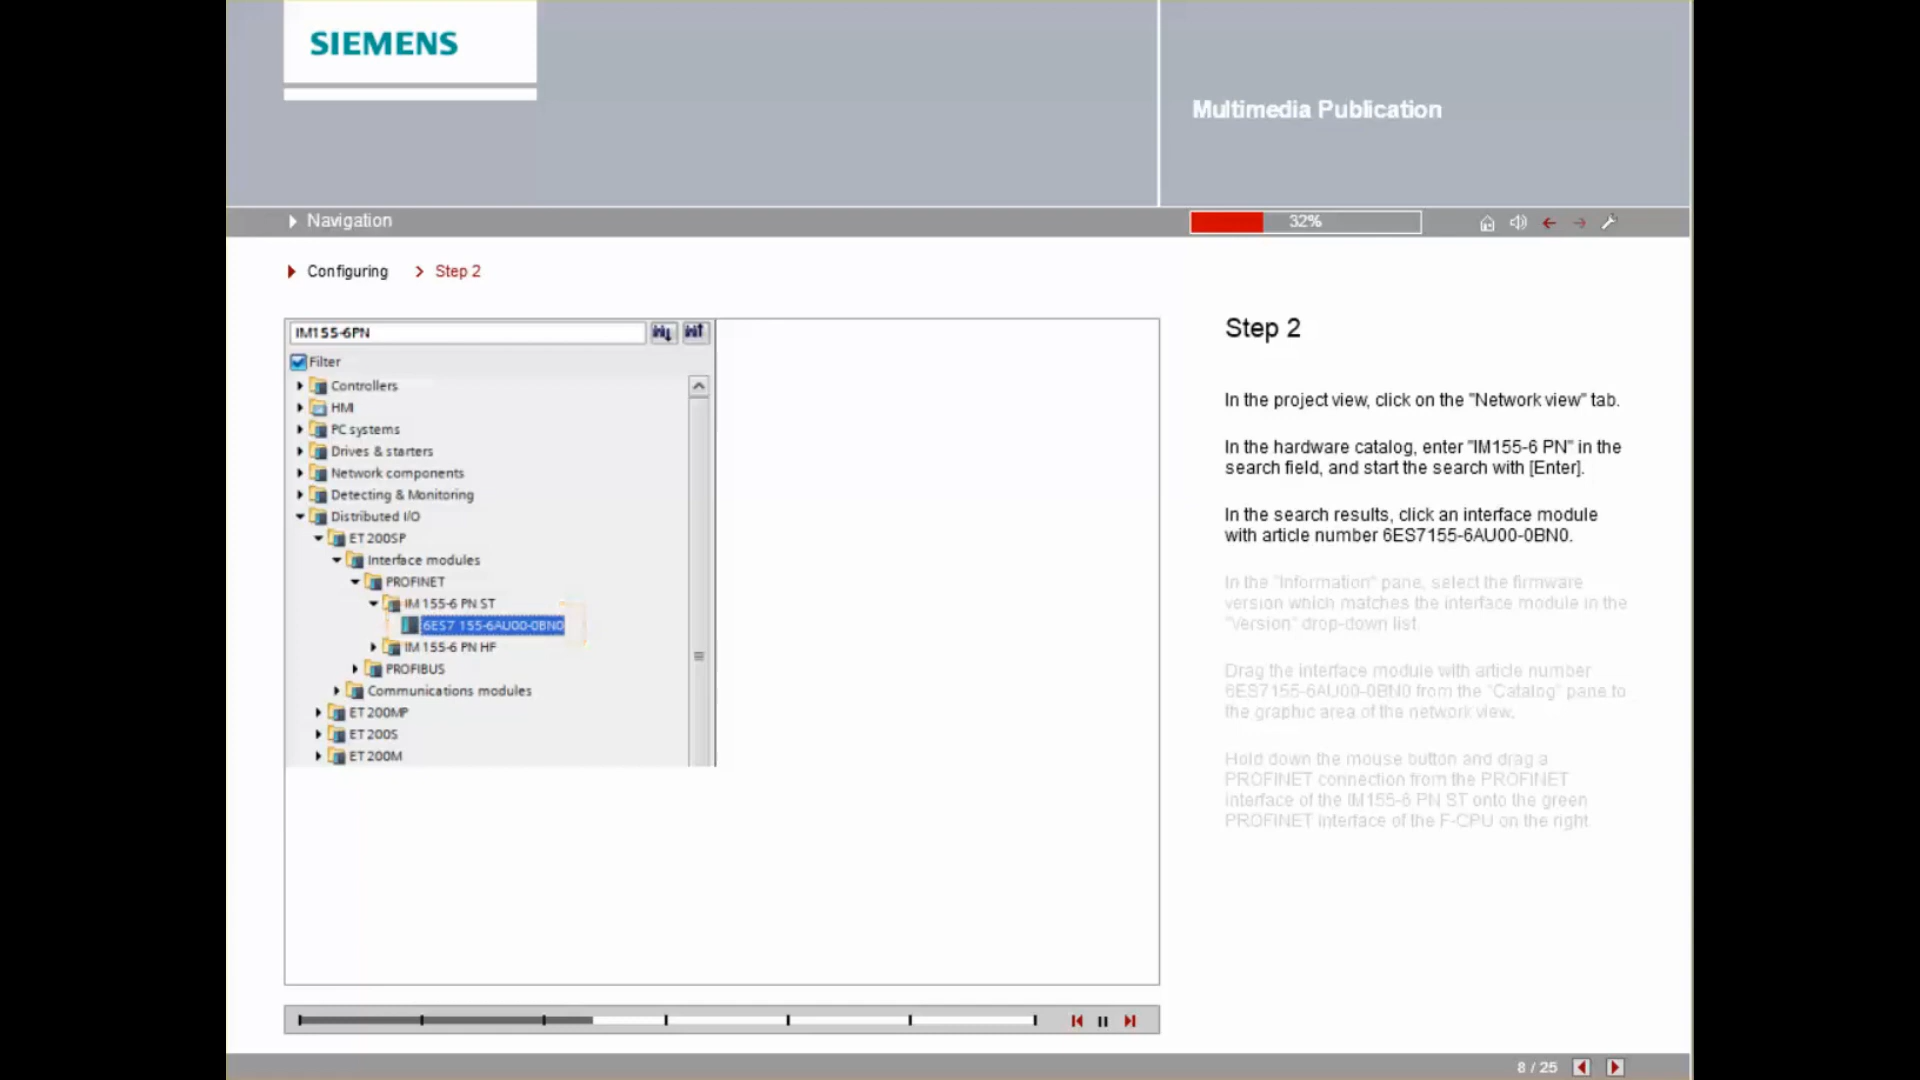 SIEMENS
Multimedia Publication
Navigation
32%
Configuring
Step 2
IM155-6PN
Filter
Controllers
HMI
PC systems
Drives & starters
Network components
Detecting & Monitoring
Distributed I/O
ET 200SP
Interface modules
PROFINET
IM 155-6 PN ST
6ES7 155-6AU00-0BN0
IM 155-6 PN HF
PROFIBUS
Communications modules
ET 200MP
ET 200S
ET 200M
Step 2
In the project view, click on the "Network view" tab.
In the hardware catalog, enter "IM155-6 PN" in the
search field, and start the search with [Enter].
In the search results, click an interface module
with article number 6ES7155-6AU00-0BN0.
In the "Information" pane, select the firmware
version which matches the interface module in the
"Version" drop-down list.
Drag the interface module with article number
6ES7155-6AU00-0BN0 from the "Catalog" pane to
the graphic area of the network view.
Hold down the mouse button and drag a
PROFINET connection from the PROFINET
interface of the IM155-6 PN ST onto the green
PROFINET interface of the F-CPU on the right
8 / 25